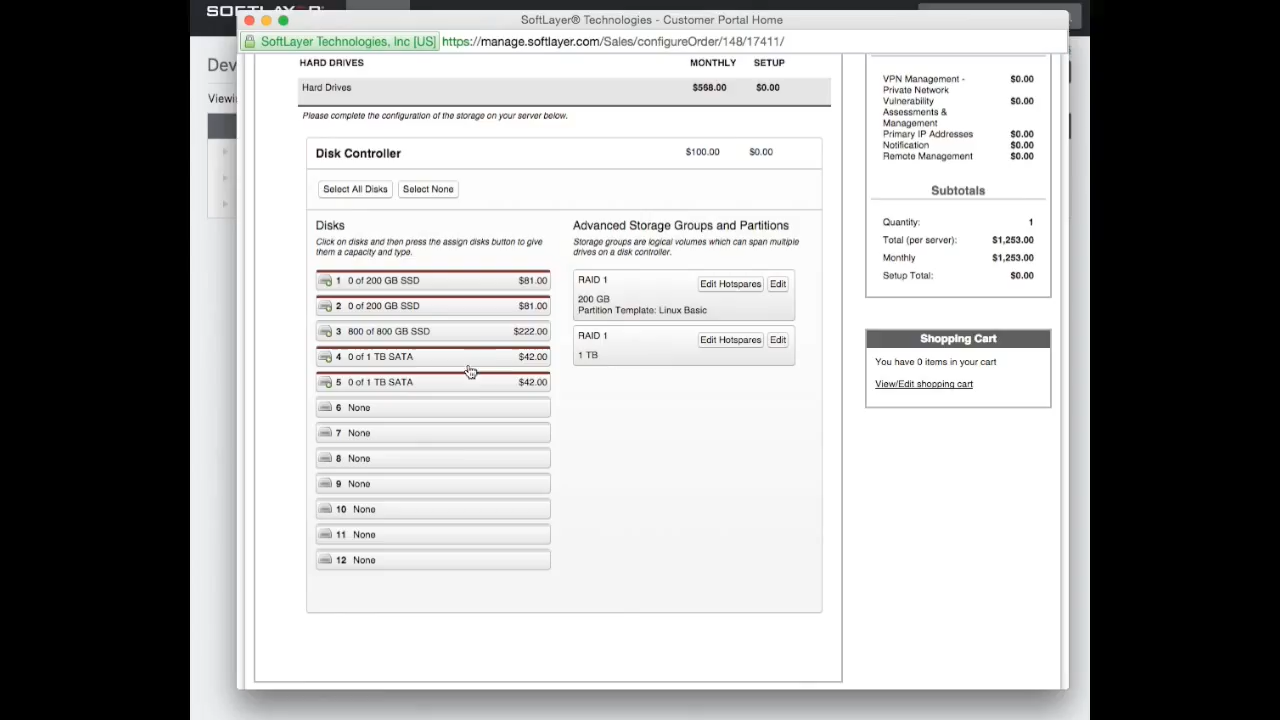 SOFTLAYER®
SoftLayer® Technologies - Customer Portal Home
SoftLayer Technologies, Inc [US] https://manage.softlayer.com/Sales/configureOrder/148/17411/
Dev
Viewi
HARD DRIVES MONTHLY SETUP
Hard Drives $568.00 $0.00
Please complete the configuration of the storage on your server below.
Disk Controller $100.00 $0.00
Select All Disks Select None
Disks
Click on disks and then press the assign disks button to give
them a capacity and type.
1 0 of 200 GB SSD $81.00
2 0 of 200 GB SSD $81.00
3 800 of 800 GB SSD $222.00
4 0 of 1 TB SATA $42.00
5 0 of 1 TB SATA $42.00
6 None
7 None
8 None
9 None
10 None
11 None
12 None
Advanced Storage Groups and Partitions
Storage groups are logical volumes which can span multiple
drives on a disk controller.
RAID 1 Edit Hotspares Edit
200 GB
Partition Template: Linux Basic
RAID 1 Edit Hotspares Edit
1 TB
VPN Management - $0.00
Private Network
Vulnerability $0.00
Assessments &
Management
Primary IP Addresses $0.00
Notification $0.00
Remote Management $0.00
Subtotals
Quantity: 1
Total (per server): $1,253.00
Monthly $1,253.00
Setup Total: $0.00
Shopping Cart
You have 0 items in your cart
View/Edit shopping cart